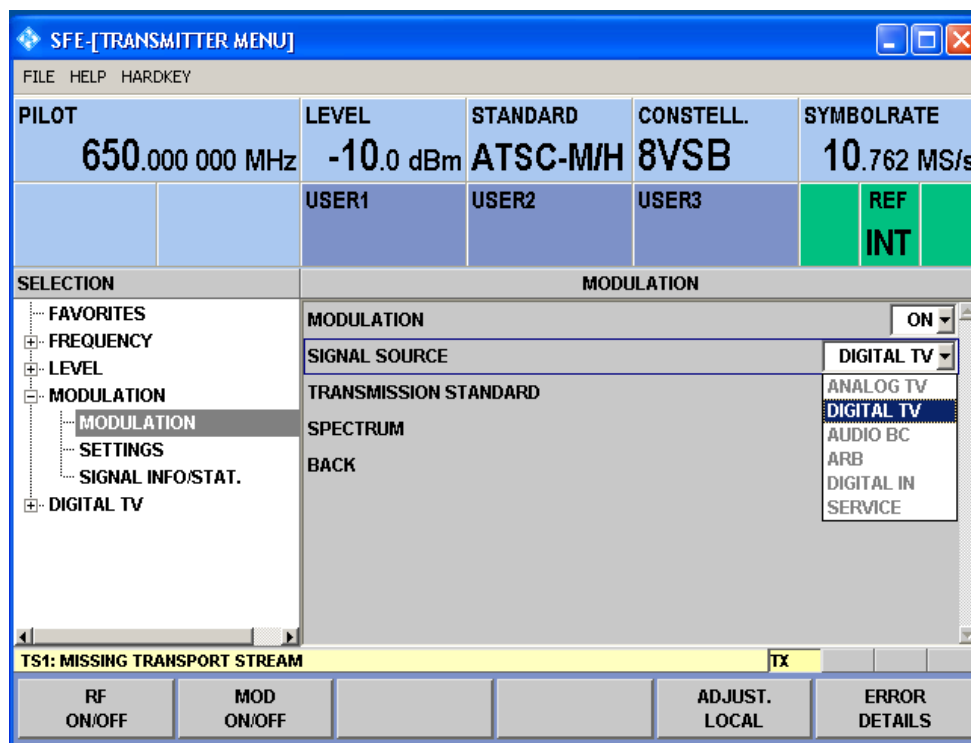 SFE-[TRANSMITTER MENU]
FILE HELP HARDKEY
PILOT
650.000 000 MHz
LEVEL
-10.0 dBm
STANDARD
ATSC-M/H
CONSTELL.
8VSB
SYMBOLRATE
10.762 MS/s
USER1
USER2
USER3
REF
INT
SELECTION
FAVORITES
FREQUENCY
LEVEL
MODULATION
MODULATION
SETTINGS
SIGNAL INFO/STAT.
DIGITAL TV
MODULATION
MODULATION ON
SIGNAL SOURCE DIGITAL TV
TRANSMISSION STANDARD
SPECTRUM
BACK
ANALOG TV
DIGITAL TV
AUDIO BC
ARB
DIGITAL IN
SERVICE
TS1: MISSING TRANSPORT STREAM
TX
RF
ON/OFF
MOD
ON/OFF
ADJUST.
LOCAL
ERROR
DETAILS